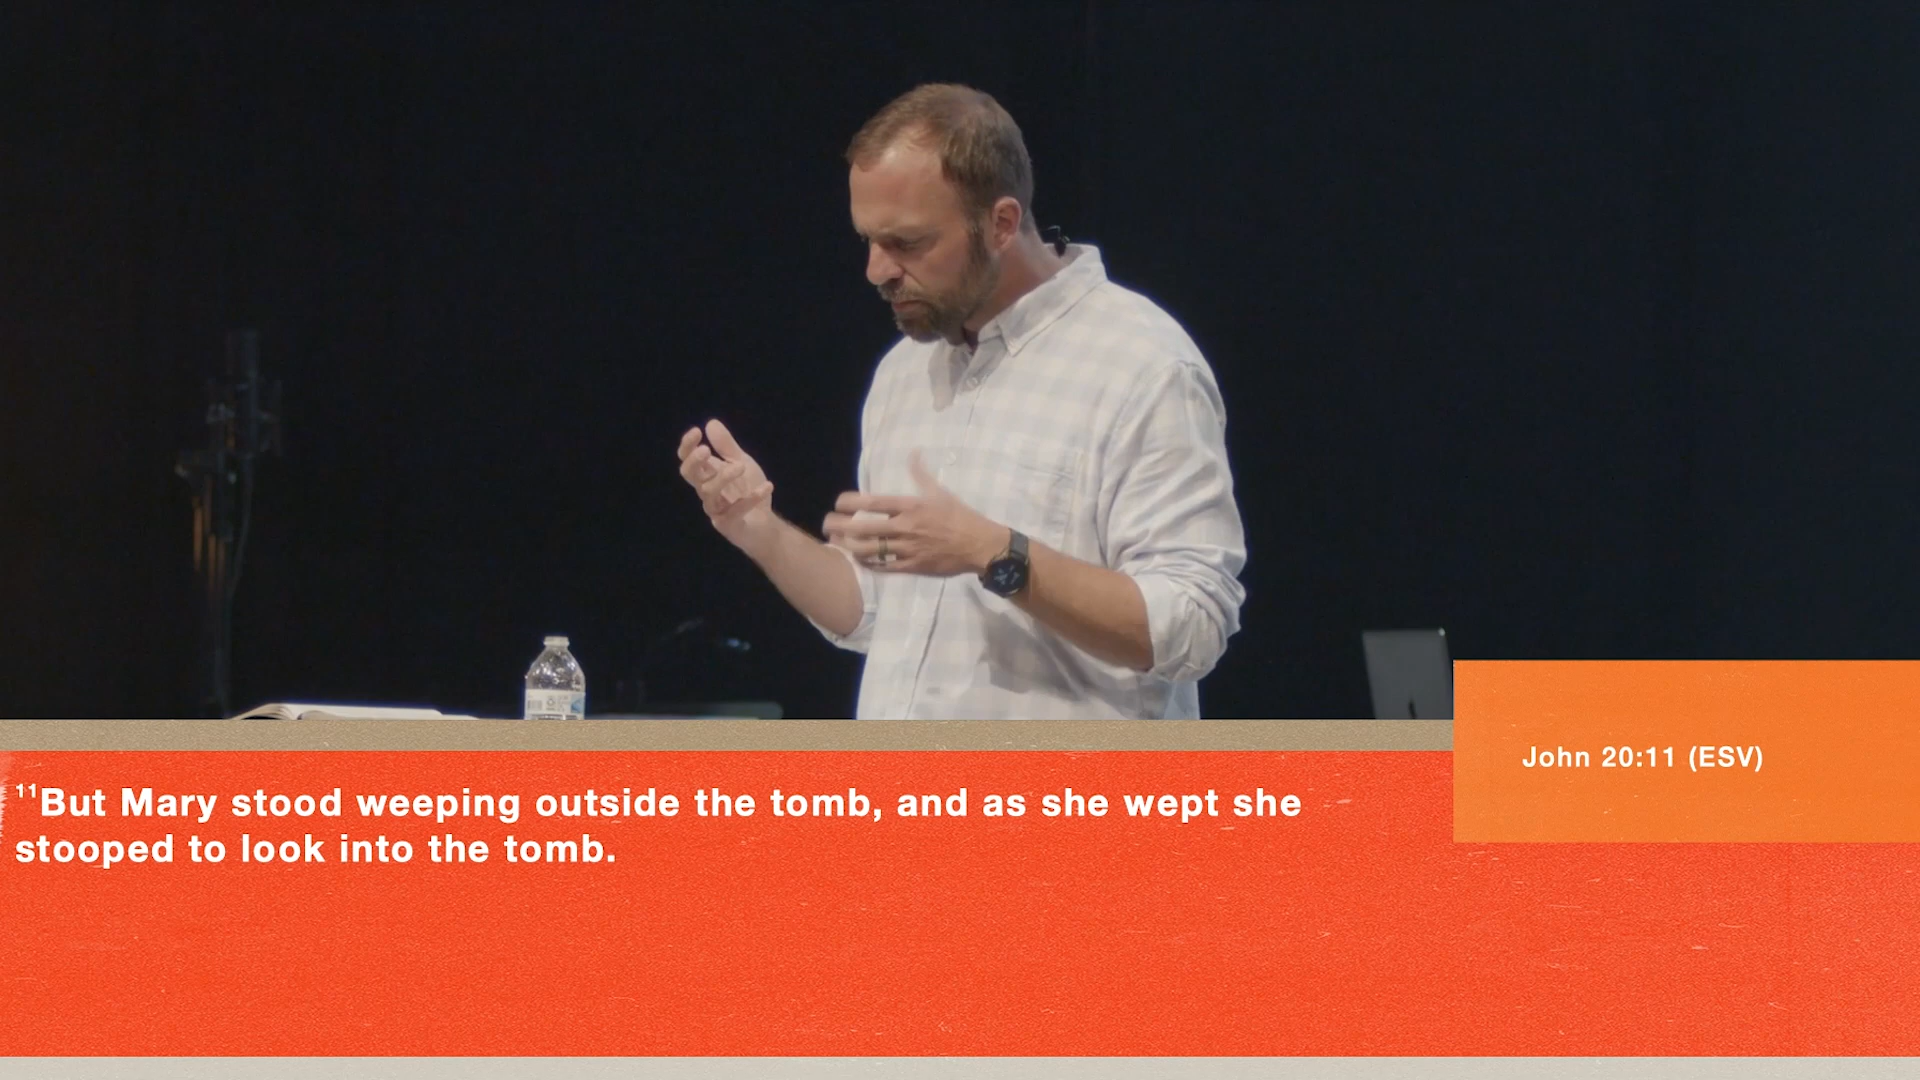 John 20:11 (ESV)
¹¹But Mary stood weeping outside the tomb, and as she wept she
stooped to look into the tomb.